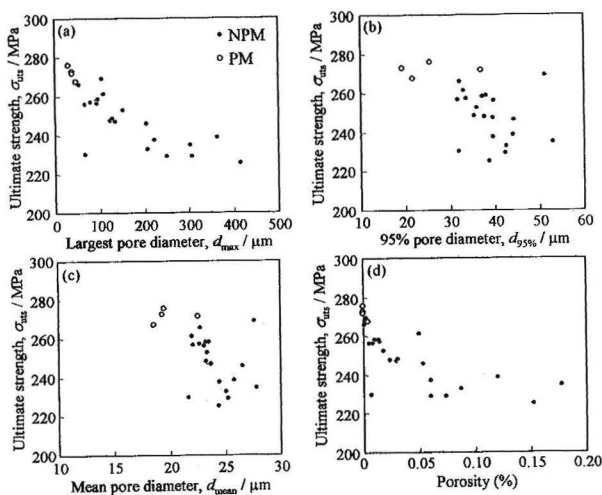 (a)
• NPM
○ PM
Ultimate strength, σuts / MPa
300
280
260
240
220
200
0 100 200 300 400 500
Largest pore diameter, dmax / μm
(b)
Ultimate strength, σuts / MPa
300
280
260
240
220
200
10 20 30 40 50 60
95% pore diameter, d95% / μm
(c)
Ultimate strength, σuts / MPa
300
280
260
240
220
200
10 15 20 25 30
Mean pore diameter, dmean / μm
(d)
Ultimate strength, σuts / MPa
300
280
260
240
220
200
0 0.05 0.10 0.15 0.20
Porosity (%)